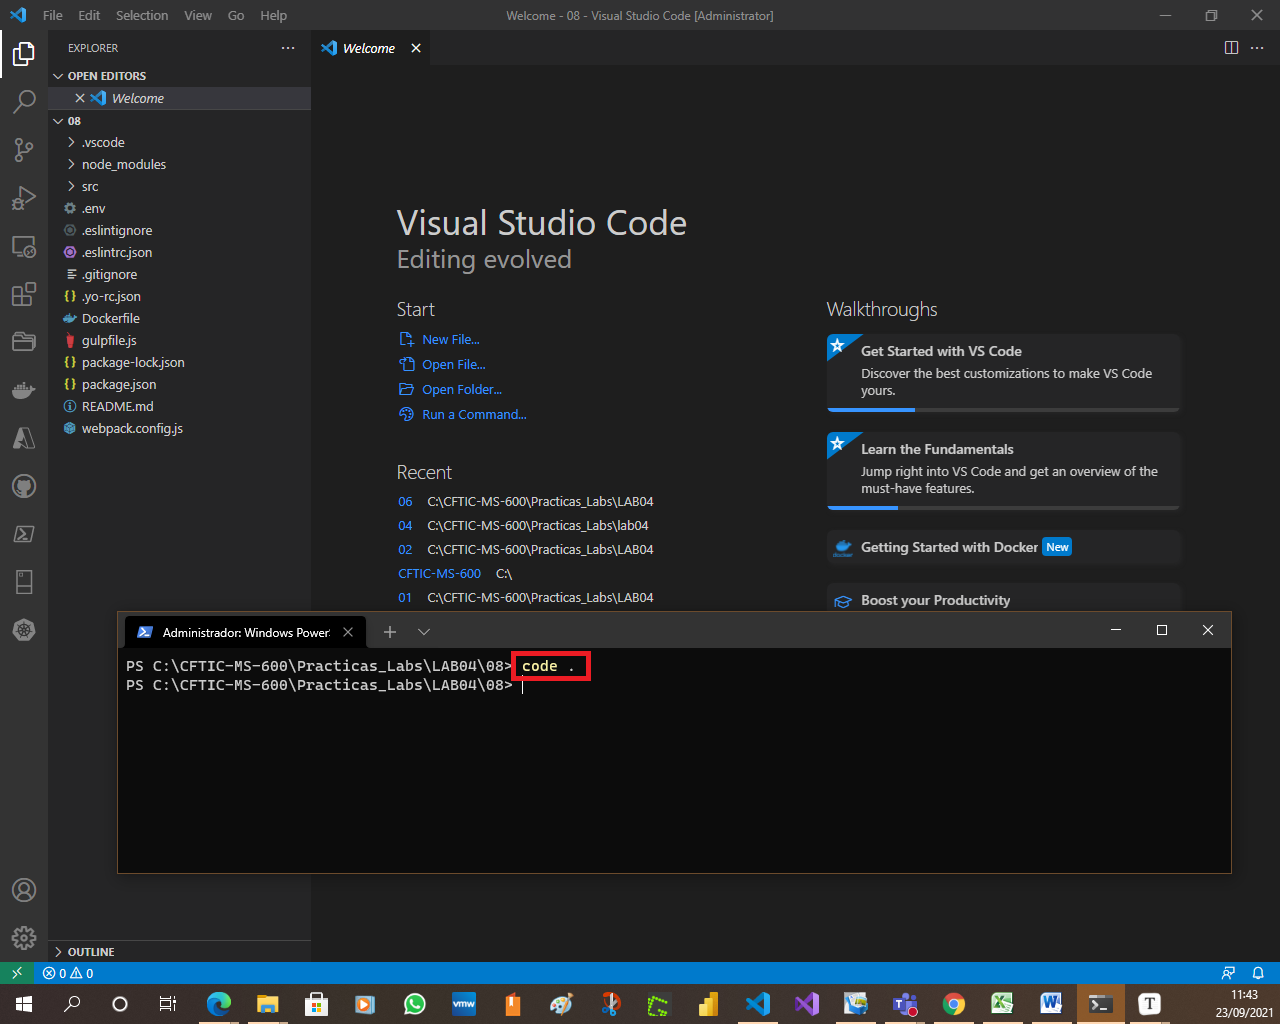 File Edit Selection View Go Help
Welcome - 08 - Visual Studio Code [Administrator]
EXPLORER
Welcome
OPEN EDITORS
Welcome
08
.vscode
node_modules
src
.env
.eslintignore
.eslintrc.json
.gitignore
.yo-rc.json
Dockerfile
gulpfile.js
package-lock.json
package.json
README.md
webpack.config.js
OUTLINE
Visual Studio Code
Editing evolved
Start
New File...
Open File...
Open Folder...
Run a Command...
Recent
06 C:\CFTIC-MS-600\Practicas_Labs\LAB04
04 C:\CFTIC-MS-600\Practicas_Labs\lab04
02 C:\CFTIC-MS-600\Practicas_Labs\LAB04
CFTIC-MS-600 C:\
01 C:\CFTIC-MS-600\Practicas_Labs\LAB04
Walkthroughs
Get Started with VS Code
Discover the best customizations to make VS Code
yours.
Learn the Fundamentals
Jump right into VS Code and get an overview of the
must-have features.
Getting Started with Docker New
Boost your Productivity
Administrador: Windows Power
PS C:\CFTIC-MS-600\Practicas_Labs\LAB04\08> code .
PS C:\CFTIC-MS-600\Practicas_Labs\LAB04\08>
0 0
vmw
T
11:43
23/09/2021